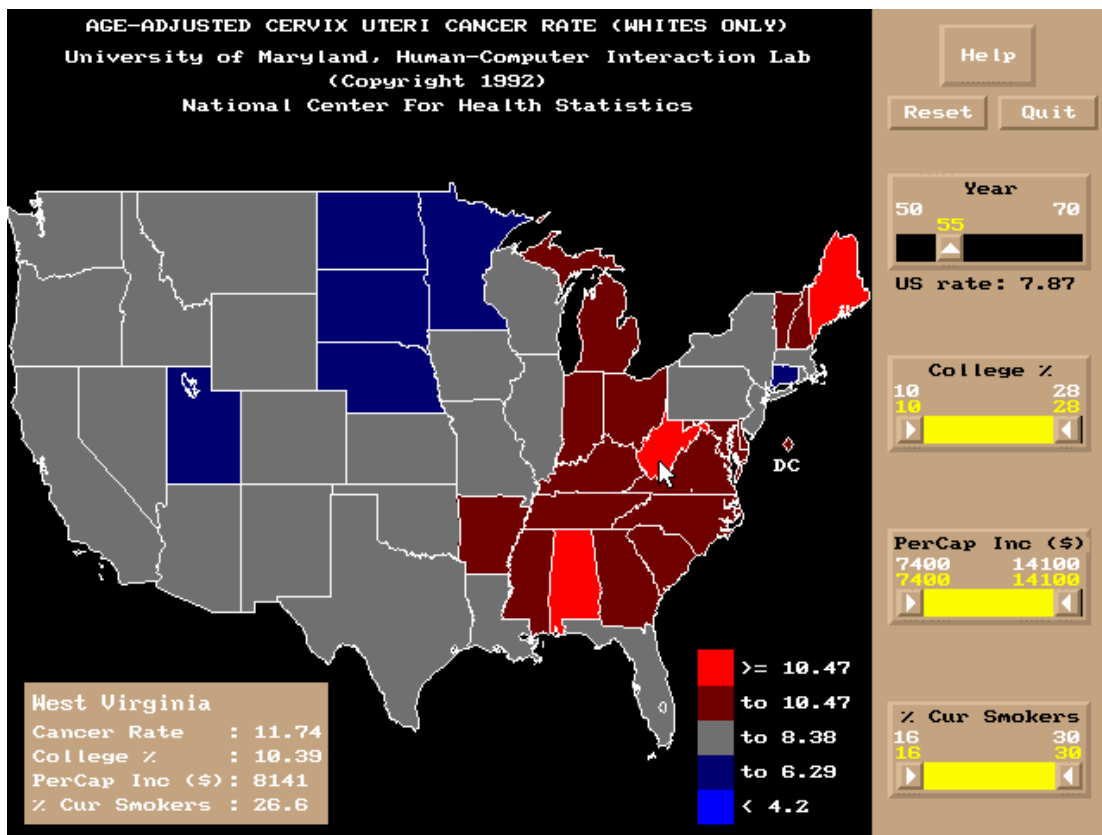 AGE-ADJUSTED CERVIX UTERI CANCER RATE (WHITES ONLY)
University of Maryland, Human-Computer Interaction Lab
(Copyright 1992)
National Center For Health Statistics
Help
Reset
Quit
Year
50 70
55
US rate: 7.87
College %
10 28
10 28
PerCap Inc ($)
7400 14100
7400 14100
% Cur Smokers
16 30
16 30
DC
>= 10.47
to 10.47
to 8.38
to 6.29
< 4.2
West Virginia
Cancer Rate : 11.74
College % : 10.39
PerCap Inc ($): 8141
% Cur Smokers : 26.6